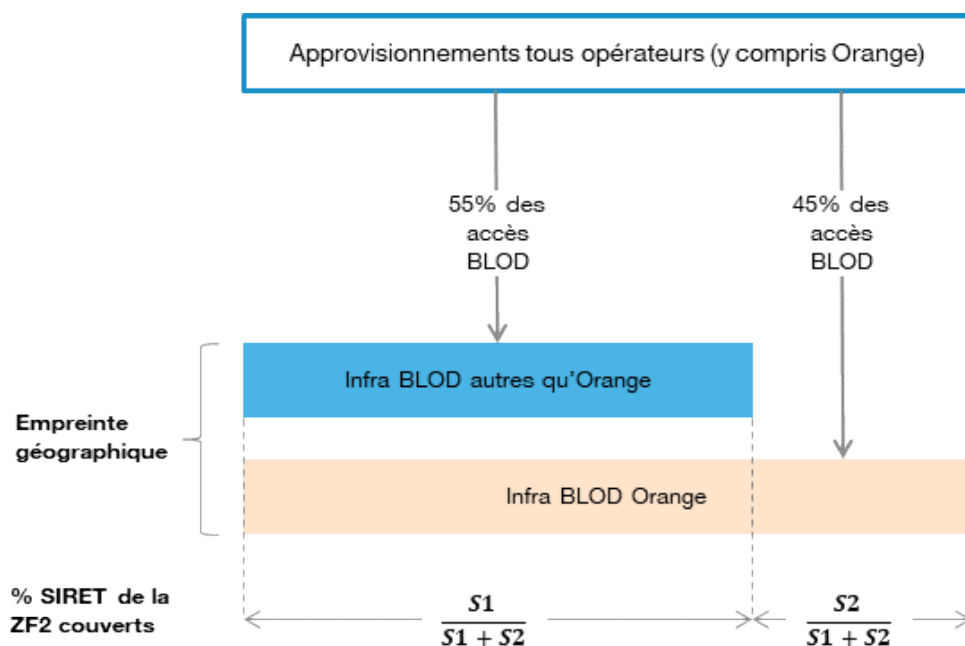 Approvisionnements tous opérateurs (y compris Orange)
55% des
accès
BLOD
45% des
accès
BLOD
Infra BLOD autres qu'Orange
Empreinte
géographique
Infra BLOD Orange
% SIRET de la
ZF2 couverts
S1
S1 + S2
S2
S1 + S2